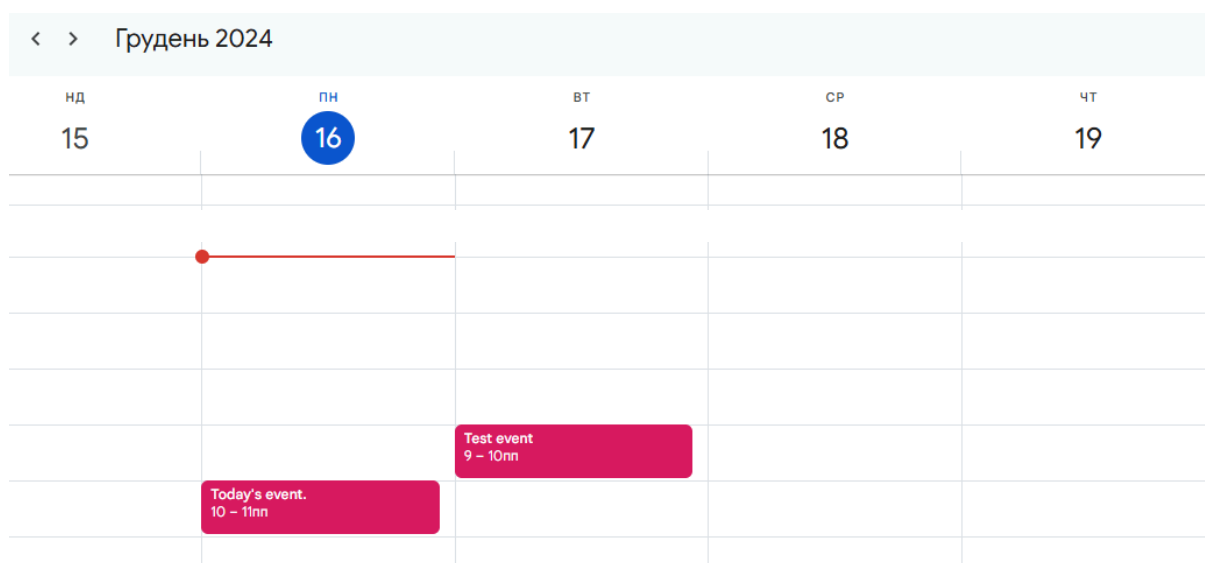 Грудень 2024
НД ПН ВТ СР ЧТ
15 16 17 18 19
Test event
9 – 10пп
Today's event.
10 – 11пп